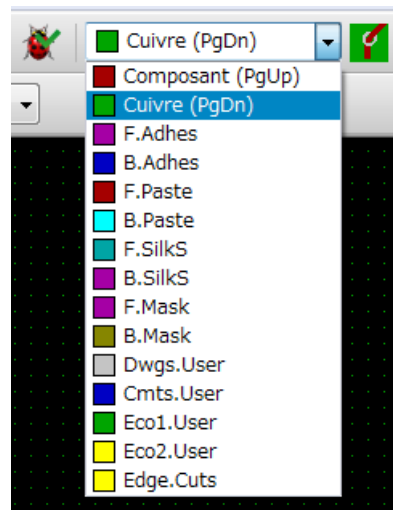 Cuivre (PgDn)
Composant (PgUp)
Cuivre (PgDn)
F.Adhes
B.Adhes
F.Paste
B.Paste
F.SilkS
B.SilkS
F.Mask
B.Mask
Dwgs.User
Cmts.User
Eco1.User
Eco2.User
Edge.Cuts